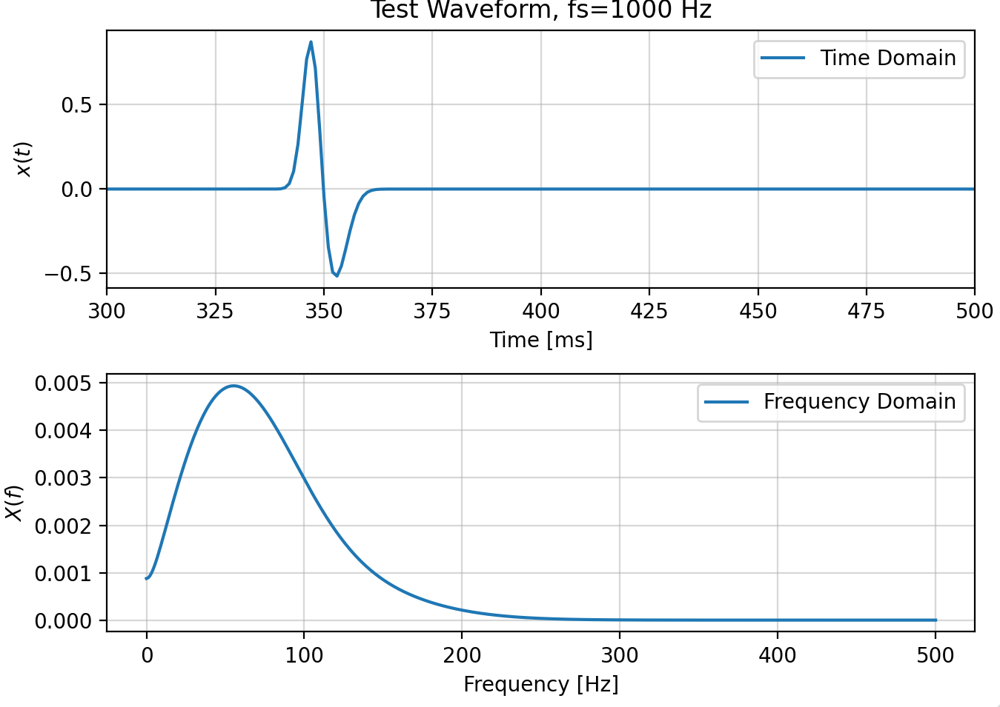 Test Waveform, fs=1000 Hz
Time Domain
0.5
0.0
−0.5
x(t)
300 325 350 375 400 425 450 475 500
Time [ms]
Frequency Domain
0.005
0.004
0.003
0.002
0.001
0.000
X(f)
0 100 200 300 400 500
Frequency [Hz]